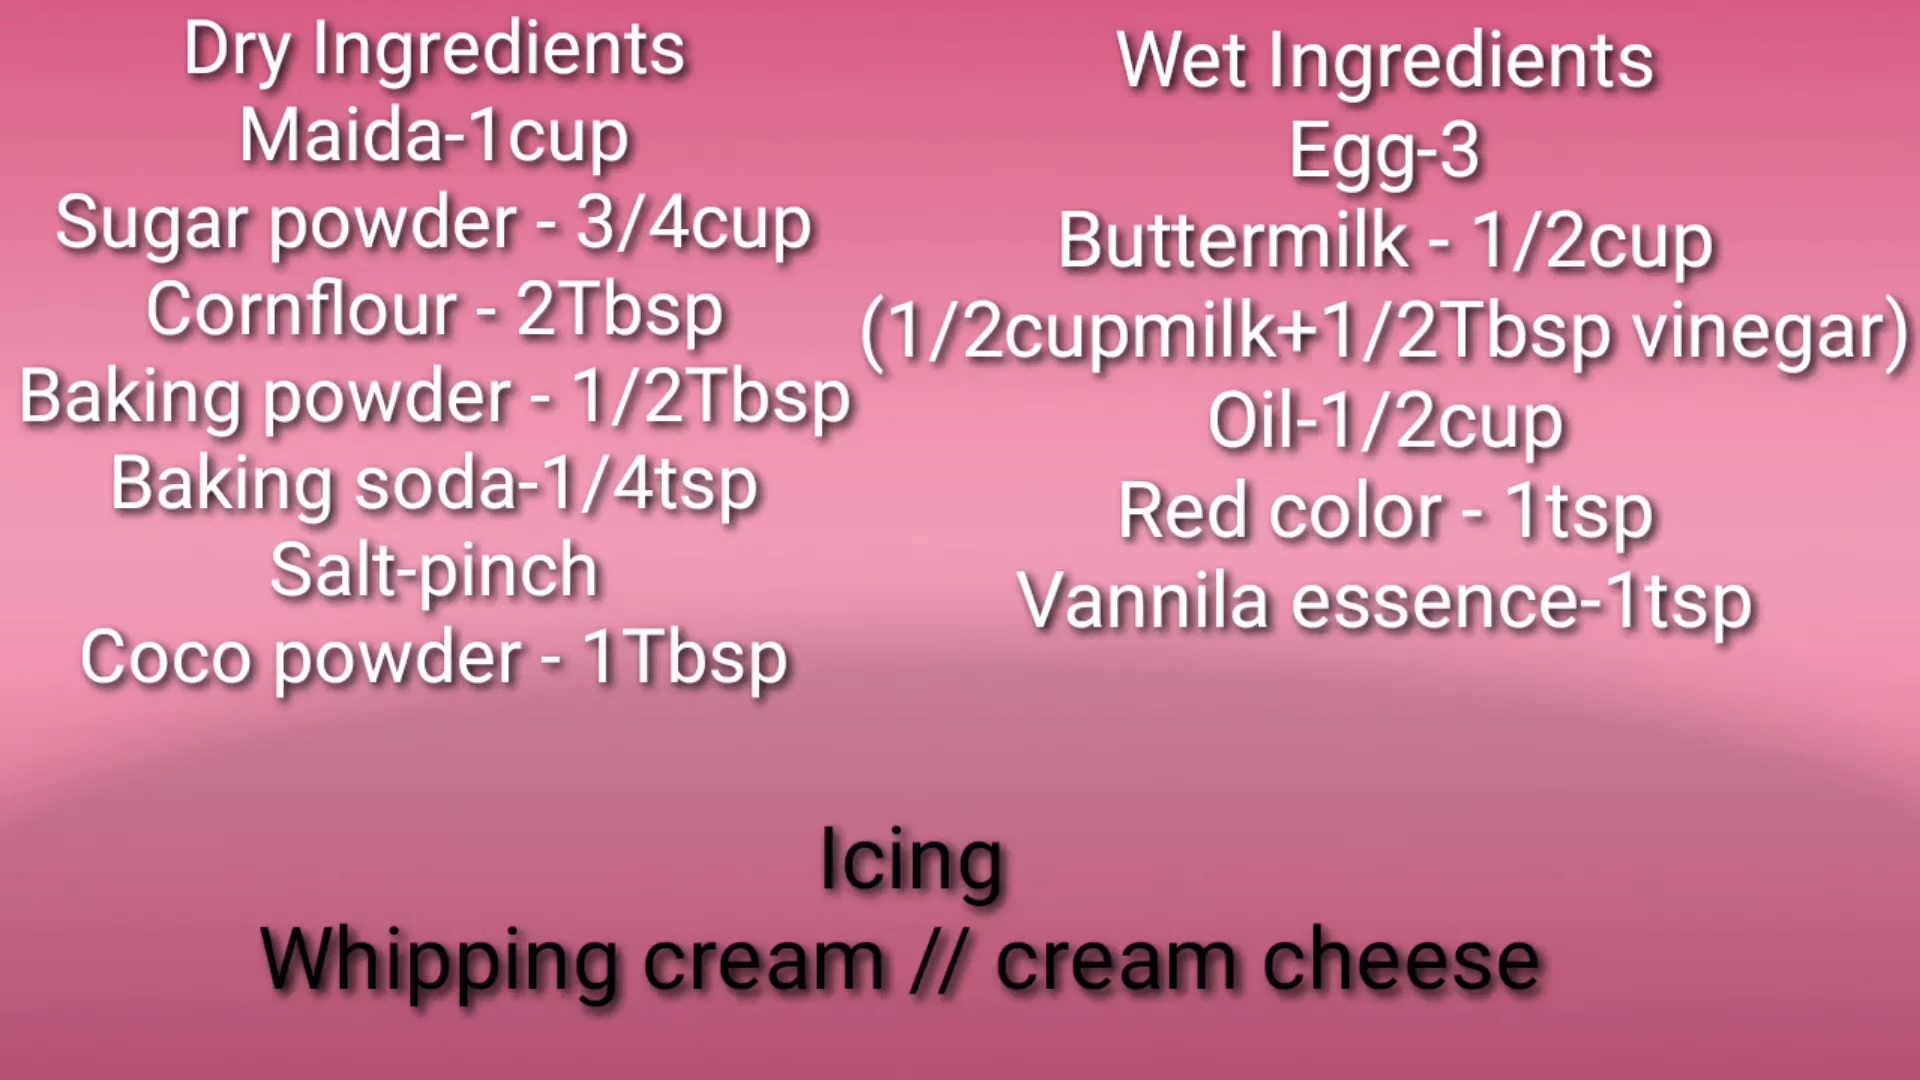 Dry Ingredients
Maida-1cup
Sugar powder - 3/4cup
Cornflour - 2Tbsp
Baking powder - 1/2Tbsp
Baking soda-1/4tsp
Salt-pinch
Coco powder - 1Tbsp
Wet Ingredients
Egg-3
Buttermilk - 1/2cup
(1/2cupmilk+1/2Tbsp vinegar)
Oil-1/2cup
Red color - 1tsp
Vannila essence-1tsp
Icing
Whipping cream // cream cheese